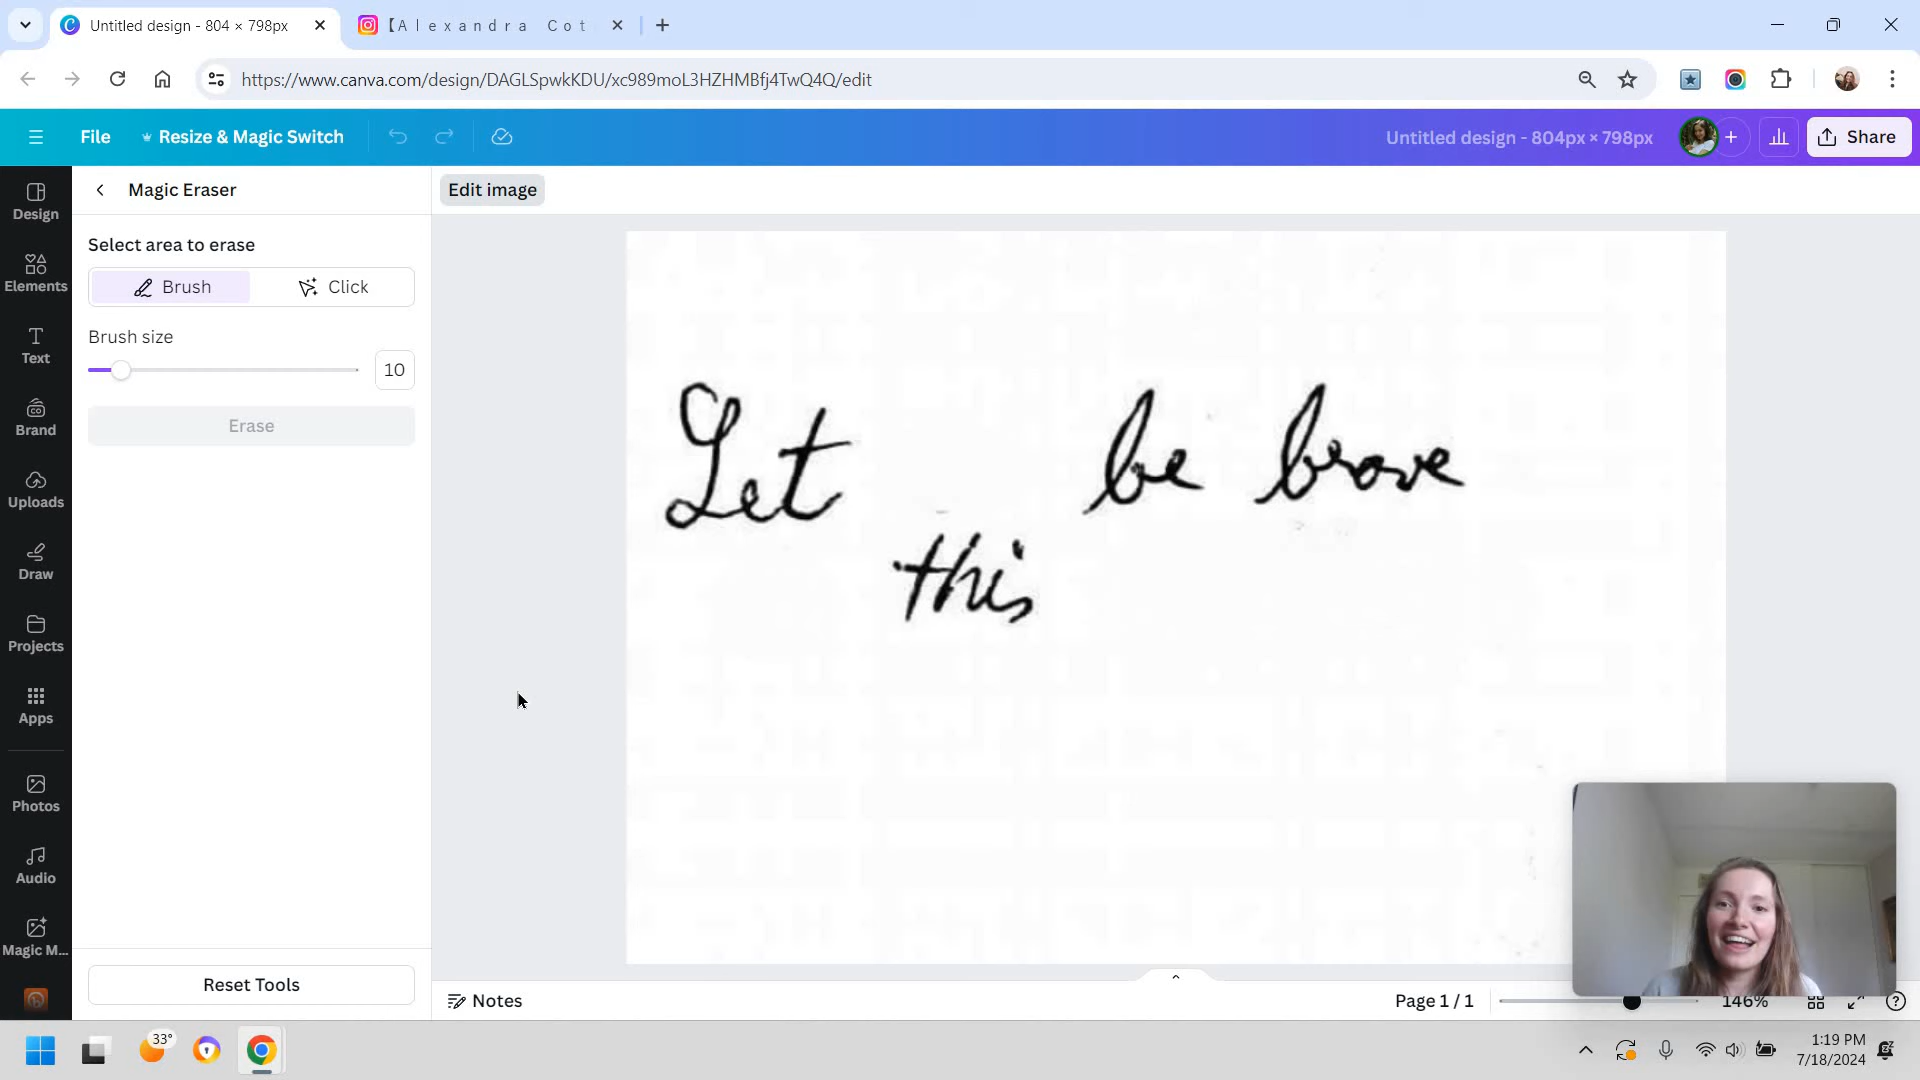 Untitled design - 804 × 798px
【A l e x a n d r a   C o t
https://www.canva.com/design/DAGLSpwkKDU/xc989moL3HZHMBfj4TwQ4Q/edit
File Resize & Magic Switch Untitled design - 804px × 798px Share
Magic Eraser Edit image
Design
Select area to erase
Elements
Brush Click
Text
Brush size
10
Brand
Erase
Uploads
Draw
Projects
Apps
Photos
Audio
Magic M...
Reset Tools
Let be brave
this
Notes Page 1 / 1 146%
33°
1:19 PM
7/18/2024